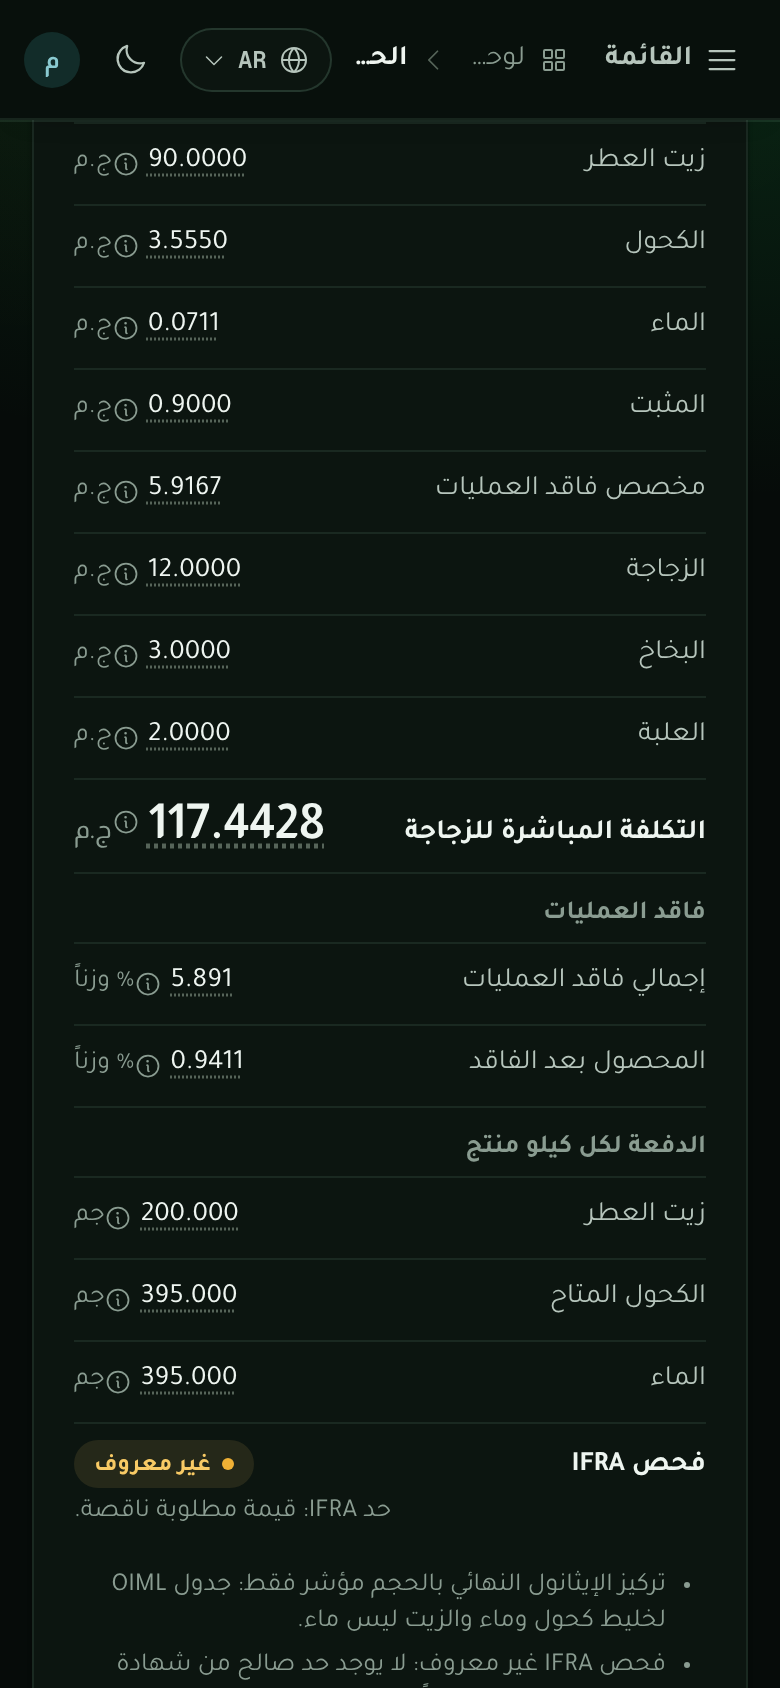 القائمة لوحـ... الحـ... AR م
زيت العطر 90.0000 ج.م
الكحول 3.5550 ج.م
الماء 0.0711 ج.م
المثبت 0.9000 ج.م
مخصص فاقد العمليات 5.9167 ج.م
الزجاجة 12.0000 ج.م
البخاخ 3.0000 ج.م
العلبة 2.0000 ج.م
التكلفة المباشرة للزجاجة 117.4428 ج.م
فاقد العمليات
إجمالي فاقد العمليات 5.891 % وزناً
المحصول بعد الفاقد 0.9411 % وزناً
الدفعة لكل كيلو منتج
زيت العطر 200.000 جم
الكحول المتاح 395.000 جم
الماء 395.000 جم
فحص IFRA غير معروف
حد IFRA: قيمة مطلوبة ناقصة.
• تركيز الإيثانول النهائي بالحجم مؤشر فقط: جدول OIML
لخليط كحول وماء والزيت ليس ماء.
• فحص IFRA غير معروف: لا يوجد حد صالح من شهادة